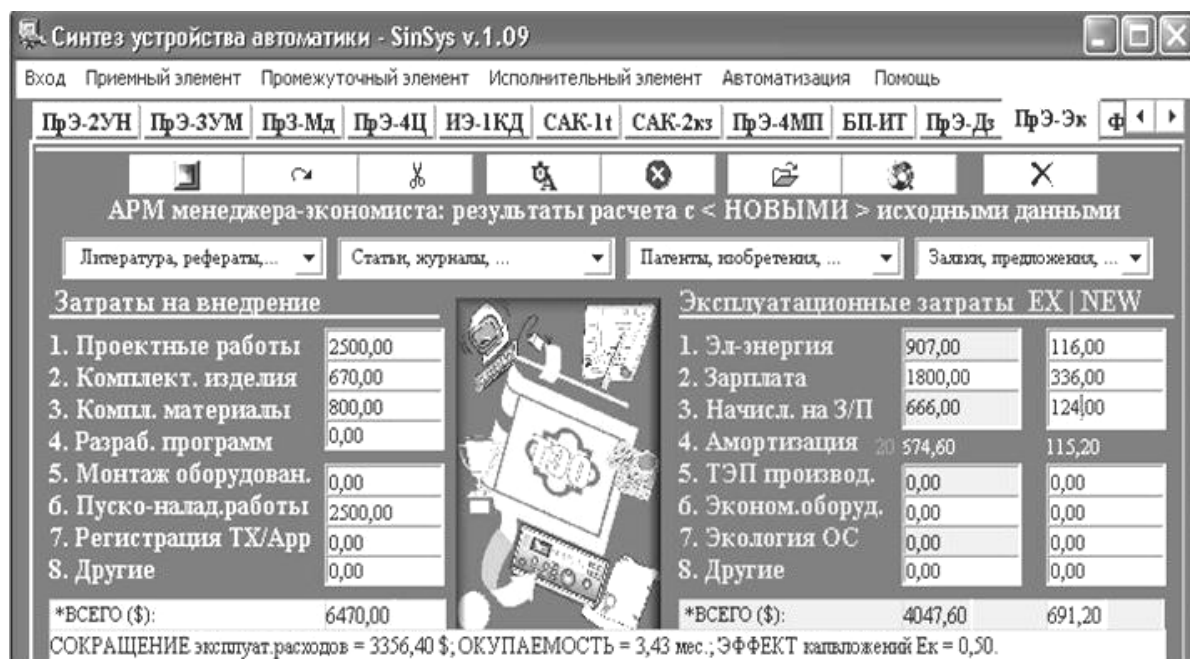 Синтез устройства автоматики - SinSys v.1.09
Вход Приемный элемент Промежуточный элемент Исполнительный элемент Автоматизация Помощь
ПрЭ-2УН ПрЭ-3УМ ПрЗ-Мд ПрЭ-4Ц ИЭ-1КД САК-1t САК-2кз ПрЭ-4МП БП-ИТ ПрЭ-Дз ПрЭ-Эк Ф
АРМ менеджера-экономиста: результаты расчета с < НОВЫМИ > исходными данными
Литература, рефераты,... Статьи, журналы, ... Патенты, изобретения, ... Заявки, предложения, ...
Затраты на внедрение
1. Проектные работы 2500,00
2. Комплект. изделия 670,00
3. Компл. материалы 800,00
4. Разраб. программ 0,00
5. Монтаж оборудован. 0,00
6. Пуско-налад.работы 2500,00
7. Регистрация ТХ/App 0,00
8. Другие 0,00
*ВСЕГО ($): 6470,00
Эксплуатационные затраты EX | NEW
1. Эл-энергия 907,00 116,00
2. Зарплата 1800,00 336,00
3. Начисл. на З/П 666,00 124,00
4. Амортизация 20 674,60 115,20
5. ТЭП производ. 0,00 0,00
6. Эконом.оборуд. 0,00 0,00
7. Экология ОС 0,00 0,00
8. Другие 0,00 0,00
*ВСЕГО ($): 4047,60 691,20
СОКРАЩЕНИЕ эксплуат.расходов = 3356,40 $; ОКУПАЕМОСТЬ = 3,43 мес.; ЭФФЕКТ капвложений Ек = 0,50.